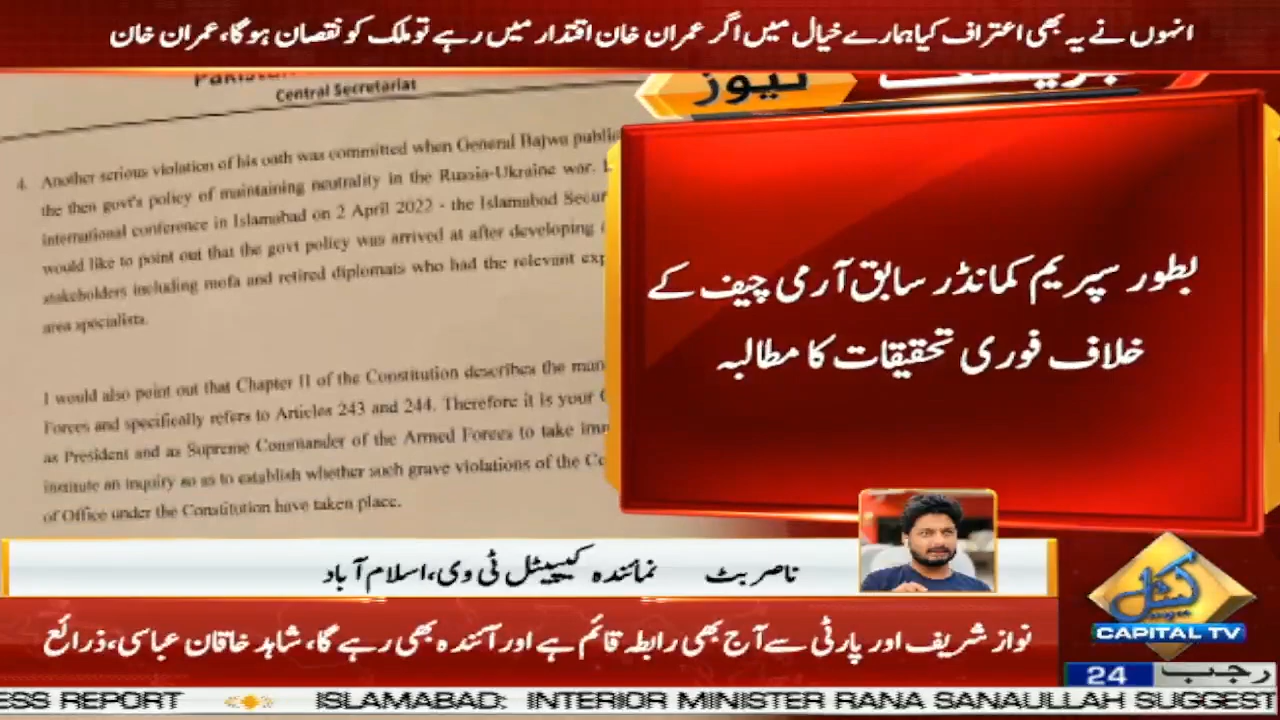 انہوں نے یہ بھی اعتراف کیا ہمارے خیال میں اگر عمران خان اقتدار میں رہے تو ملک کو نقصان ہوگا، عمران خان
Central Secretariat
4. Another serious violation of his oath was committed when General Bajwa
the then govt's policy of maintaining neutrality in the Russia-Ukraine war.
international conference in Islamabad on 2 April 2022 - the Islamabad
would like to point out that the govt policy was arrived at after developing
stakeholders including mofa and retired diplomats who had the relevant
area specialists.
I would also point out that Chapter II of the Constitution describes the
Forces and specifically refers to Articles 243 and 244. Therefore it is your
as President and as Supreme Commander of the Armed Forces to take
institute an inquiry so as to establish whether such grave violations of the
of Office under the Constitution have taken place.
نیوز
بطور سپریم کمانڈر سابق آرمی چیف کے
خلاف فوری تحقیقات کا مطالبہ
ناصر بٹ نمائندہ کیپیٹل ٹی وی، اسلام آباد
نواز شریف اور پارٹی سے آج بھی رابطہ قائم ہے اور آئندہ بھی رہے گا، شاہد خاقان عباسی، ذرائع
CAPITAL TV
24 رجب
REPORT ISLAMABAD: INTERIOR MINISTER RANA SANAULLAH SUGGEST